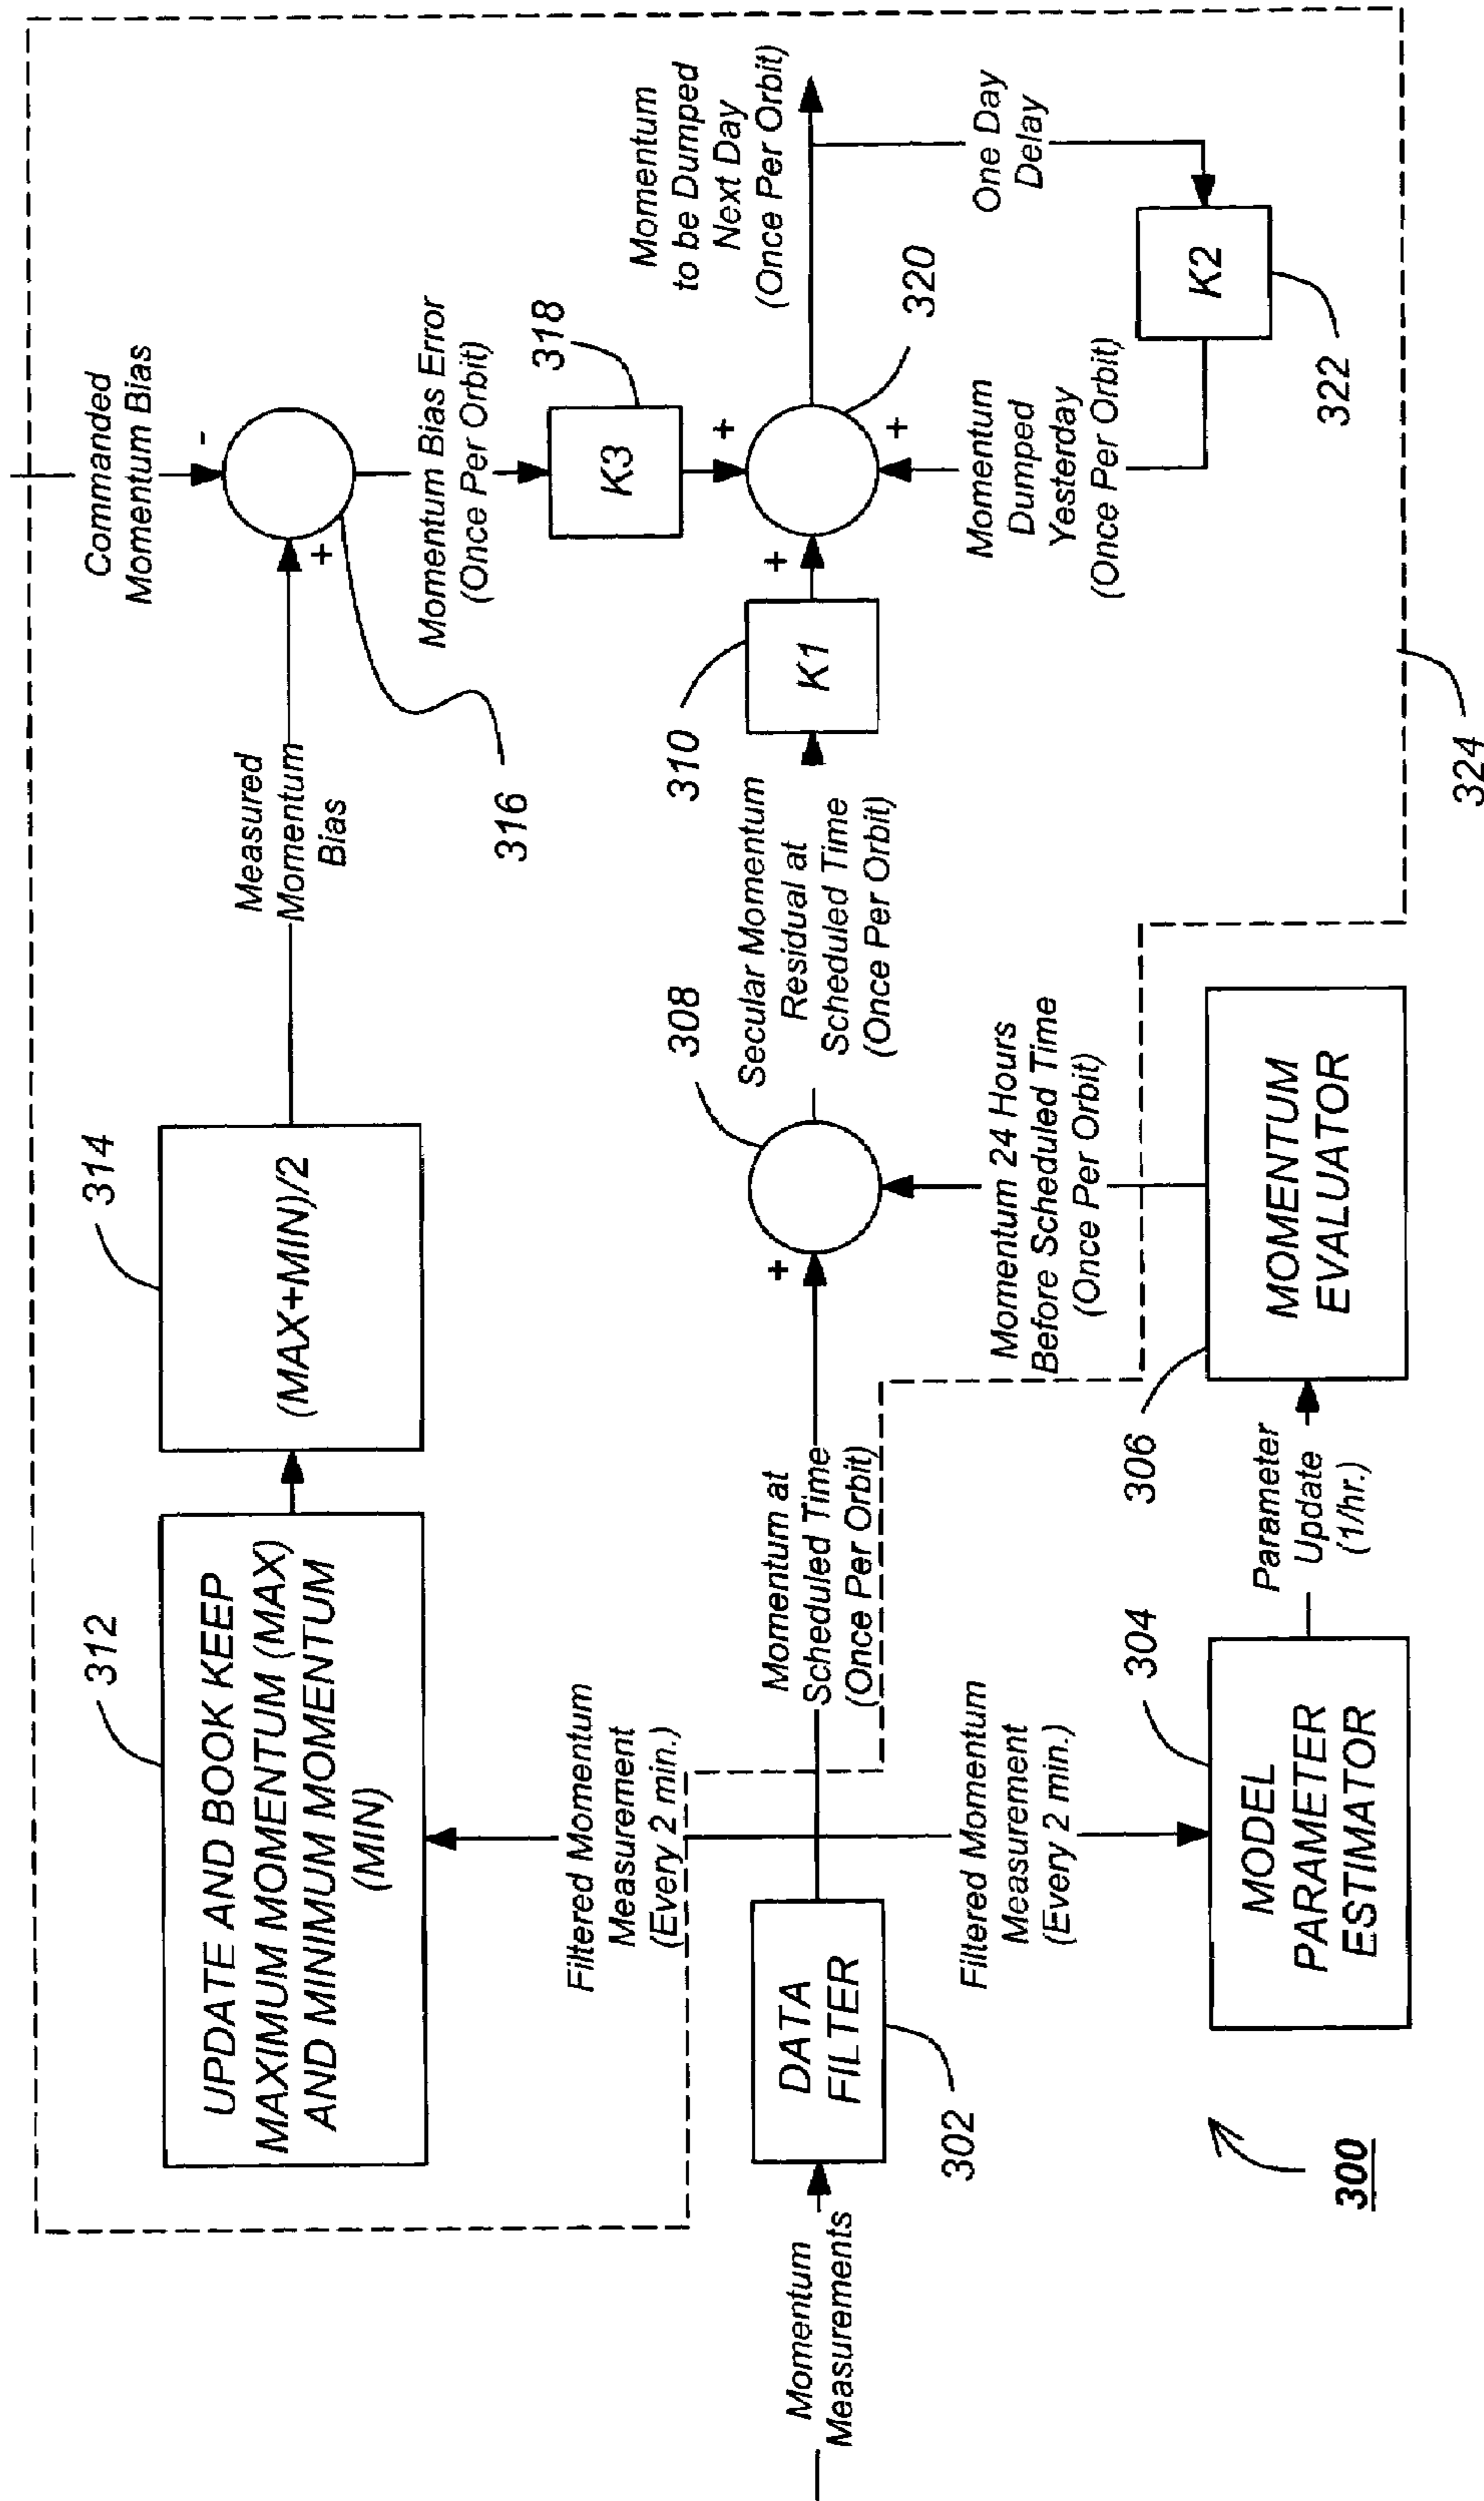 Commanded
Momentum Bias
-
314
312
UPDATE AND BOOK KEEP
MAXIMUM MOMENTUM (MAX)
AND MINIMUM MOMENTUM
(MIN)
(MAX+MIN)/2
Measured
Momentum
Bias
+
316
Momentum Bias Error
(Once Per Orbit)
318
K3
+
Filtered Momentum
Measurement
(Every 2 min.)
Momentum
Measurements
DATA
FILTER
302
Momentum at
Scheduled Time
(Once Per Orbit)
+
308
Secular Momentum
Residual at
Scheduled Time
(Once Per Orbit)
310
K1
+
320
Momentum
to be Dumped
Next Day
(Once Per Orbit)
+
Momentum
Dumped
Yesterday
(Once Per Orbit)
One Day
Delay
K2
322
Filtered Momentum
Measurement
(Every 2 min.)
304
MODEL
PARAMETER
ESTIMATOR
Parameter
Update
(1/hr.)
306
MOMENTUM
EVALUATOR
Momentum 24 Hours
Before Scheduled Time
(Once Per Orbit)
324
300